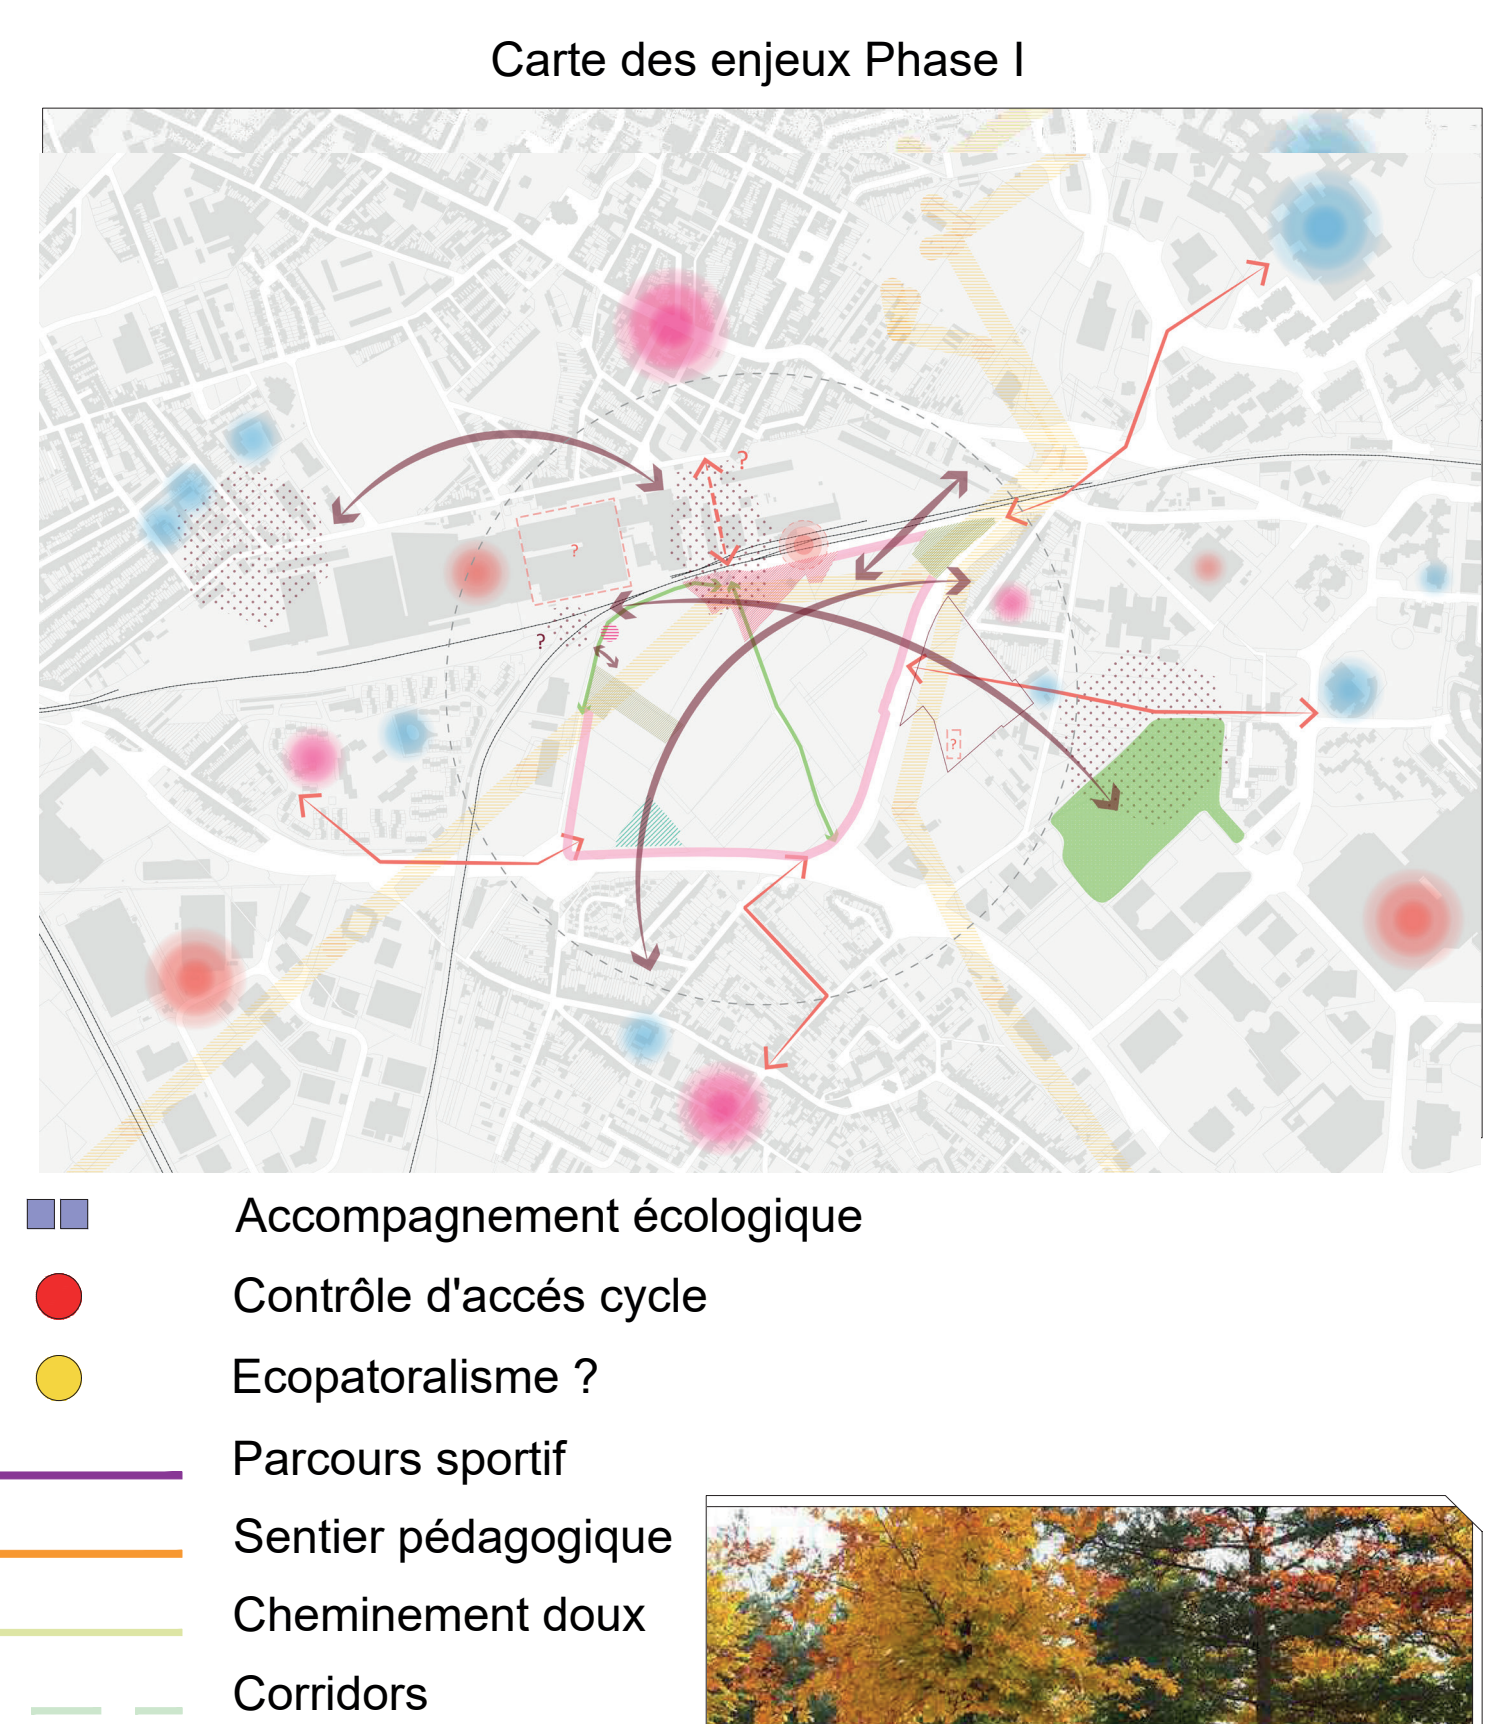 Carte des enjeux Phase I
?
?
?
?
Accompagnement écologique
Contrôle d'accés cycle
Ecopatoralisme ?
Parcours sportif
Sentier pédagogique
Cheminement doux
Corridors